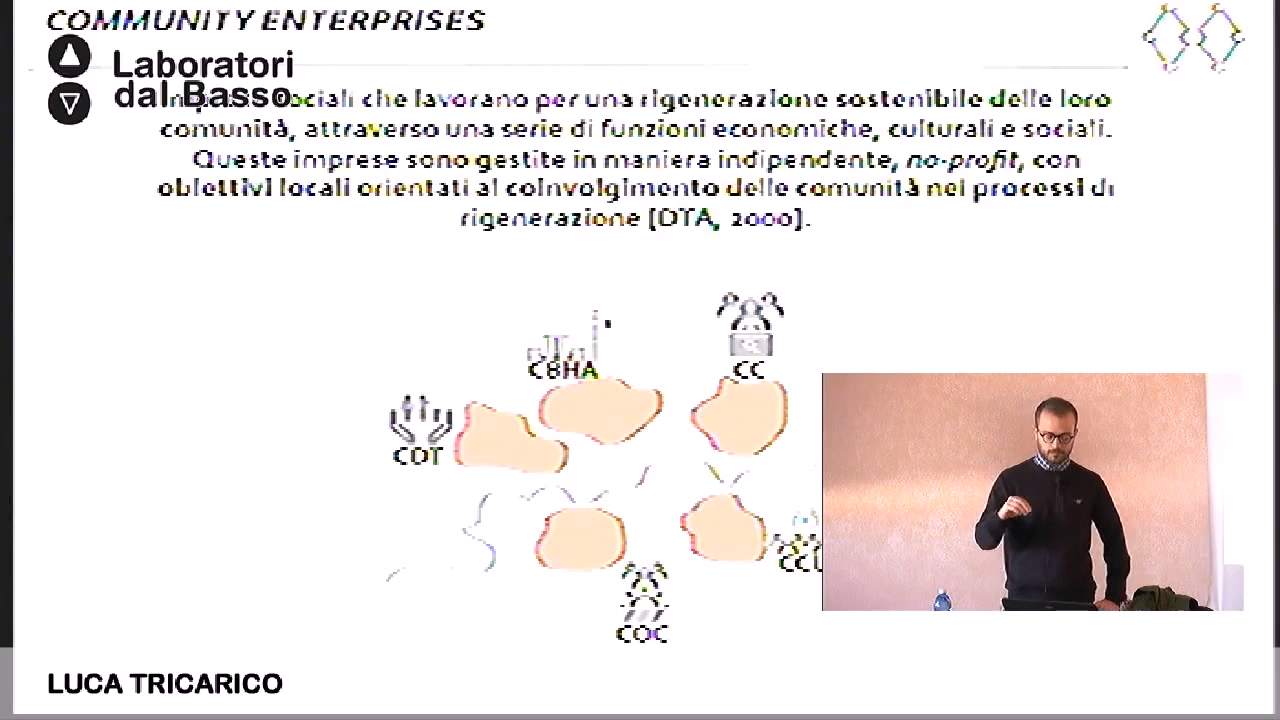 COMMUNITY ENTERPRISES
Laboratori
dal Basso
sociali che lavorano per una rigenerazione sostenibile delle loro
comunità, attraverso una serie di funzioni economiche, culturali e sociali.
Queste imprese sono gestite in maniera indipendente, no-profit, con
obiettivi locali orientati al coinvolgimento delle comunità nei processi di
rigenerazione [DTA, 2000].
CC
COC
LUCA TRICARICO